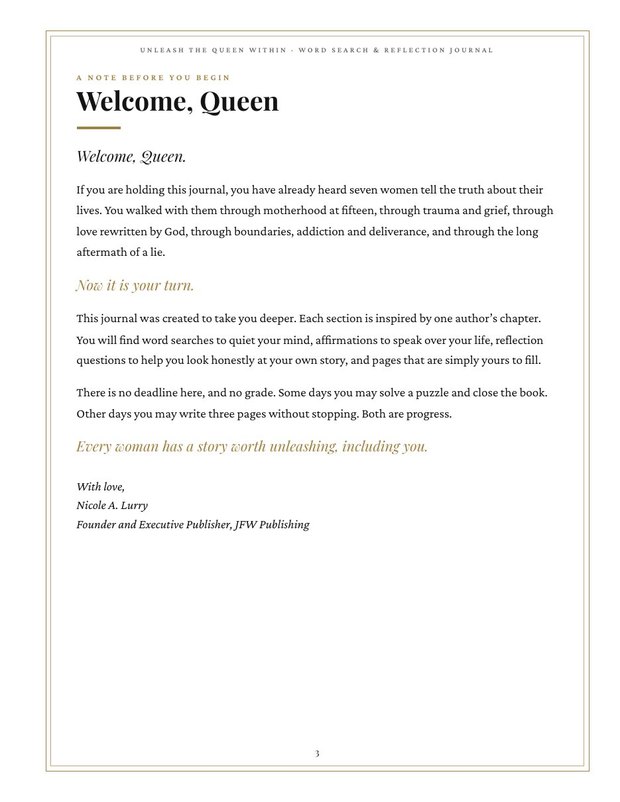 UNLEASH THE QUEEN WITHIN · WORD SEARCH & REFLECTION JOURNAL
A NOTE BEFORE YOU BEGIN
Welcome, Queen
Welcome, Queen.
If you are holding this journal, you have already heard seven women tell the truth about their
lives. You walked with them through motherhood at fifteen, through trauma and grief, through
love rewritten by God, through boundaries, addiction and deliverance, and through the long
aftermath of a lie.
Now it is your turn.
This journal was created to take you deeper. Each section is inspired by one author’s chapter.
You will find word searches to quiet your mind, affirmations to speak over your life, reflection
questions to help you look honestly at your own story, and pages that are simply yours to fill.
There is no deadline here, and no grade. Some days you may solve a puzzle and close the book.
Other days you may write three pages without stopping. Both are progress.
Every woman has a story worth unleashing, including you.
With love,
Nicole A. Lurry
Founder and Executive Publisher, JFW Publishing
3